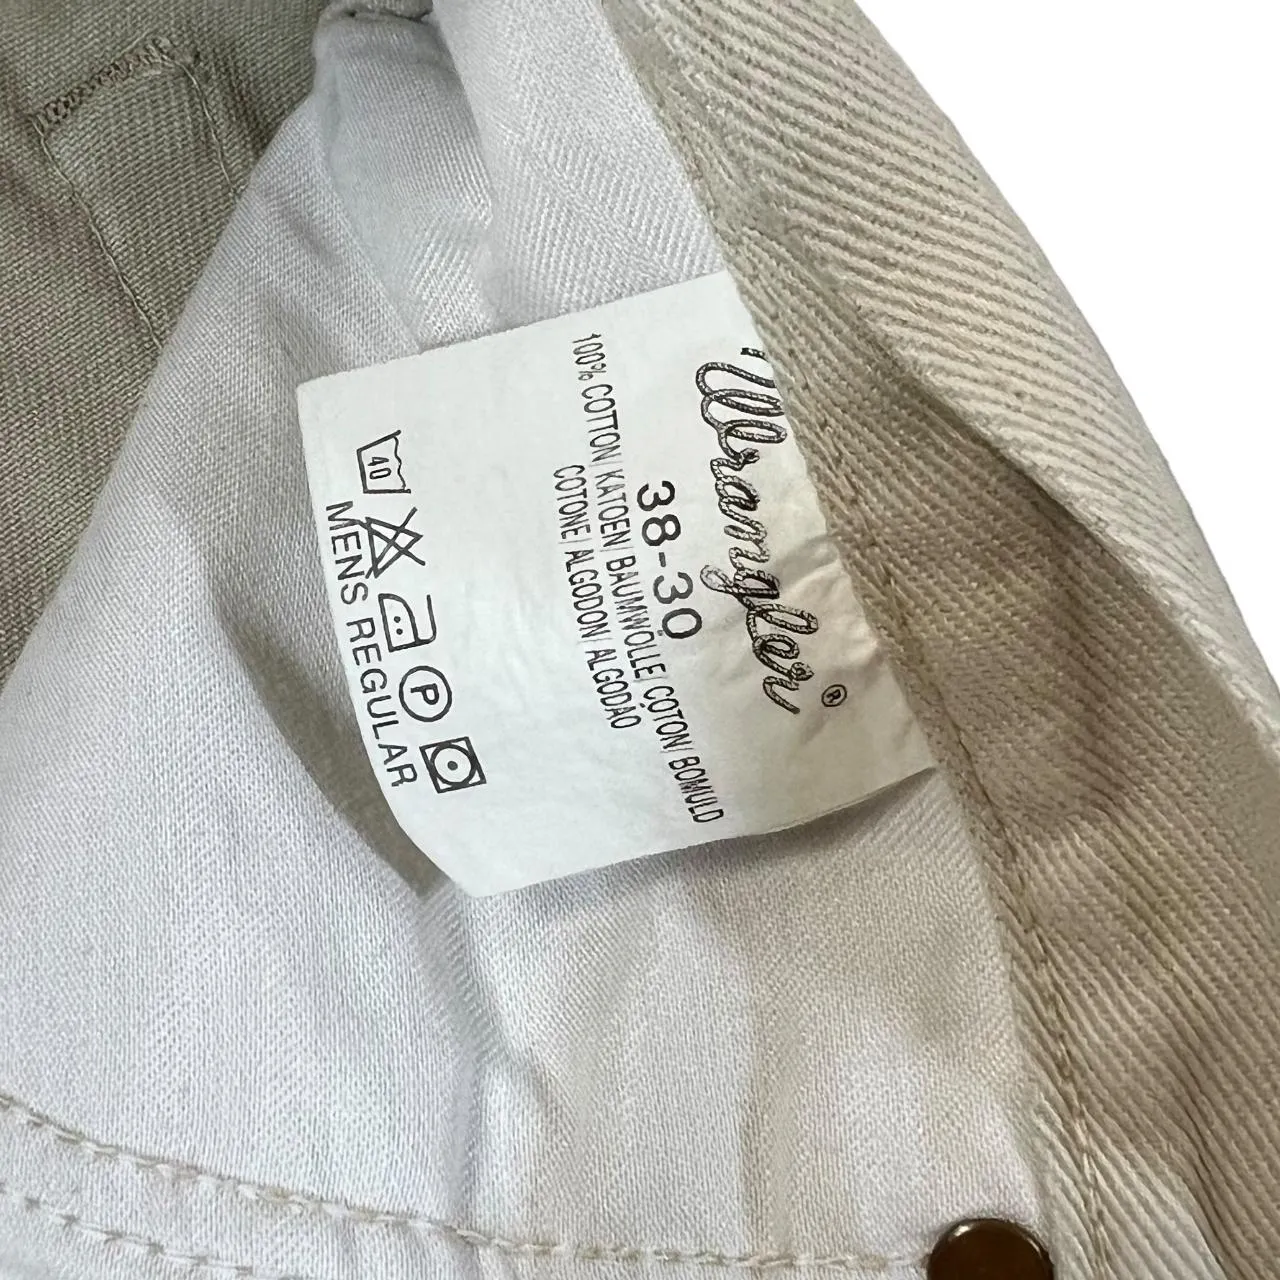 Wrangler ®
38-30
100% COTTON/KATOEN/BAUMWOLLE/COTON/BOMULD
COTONE/ALGODON/ALGODÃO
40 P
MENS REGULAR